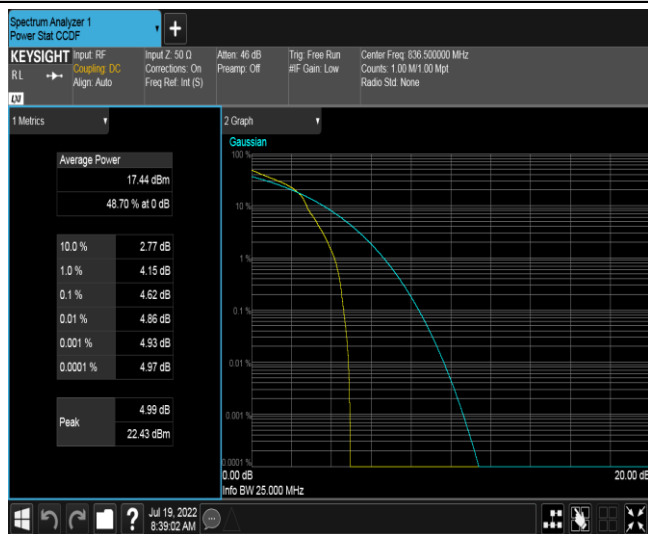 Spectrum Analyzer 1
Power Stat CCDF
KEYSIGHT
RL
LXI
Input: RF
Coupling: DC
Align: Auto
Input Z: 50 Ω
Corrections: On
Freq Ref: Int (S)
Atten: 46 dB
Preamp: Off
Trig: Free Run
#IF Gain: Low
Center Freq: 836.500000 MHz
Counts: 1.00 M/1.00 Mpt
Radio Std: None
1 Metrics
Average Power
17.44 dBm
48.70 % at 0 dB
10.0 % 2.77 dB
1.0 % 4.15 dB
0.1 % 4.62 dB
0.01 % 4.86 dB
0.001 % 4.93 dB
0.0001 % 4.97 dB
Peak
4.99 dB
22.43 dBm
2 Graph
Gaussian
100 %
10 %
1 %
0.1 %
0.01 %
0.001 %
0.0001 %
0.00 dB
20.00 dB
Info BW 25.000 MHz
?
Jul 19, 2022
8:39:02 AM